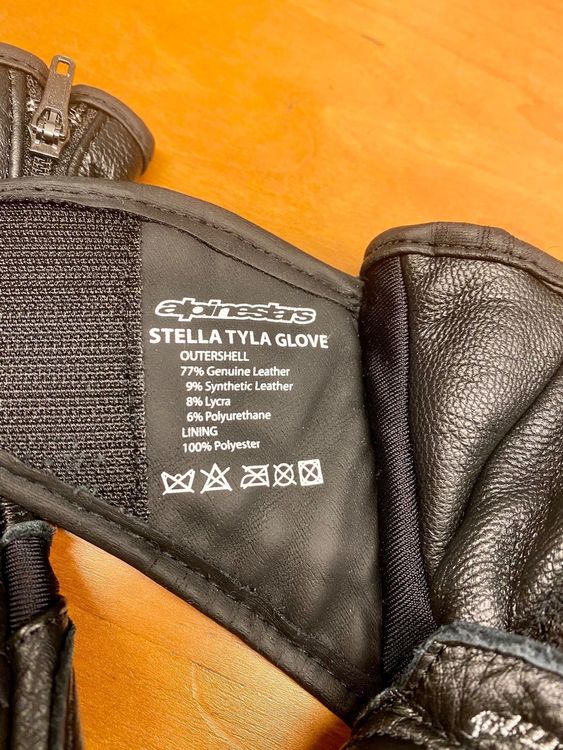 alpinestars
STELLA TYLA GLOVE
OUTERSHELL
77% Genuine Leather
9% Synthetic Leather
8% Lycra
6% Polyurethane
LINING
100% Polyester